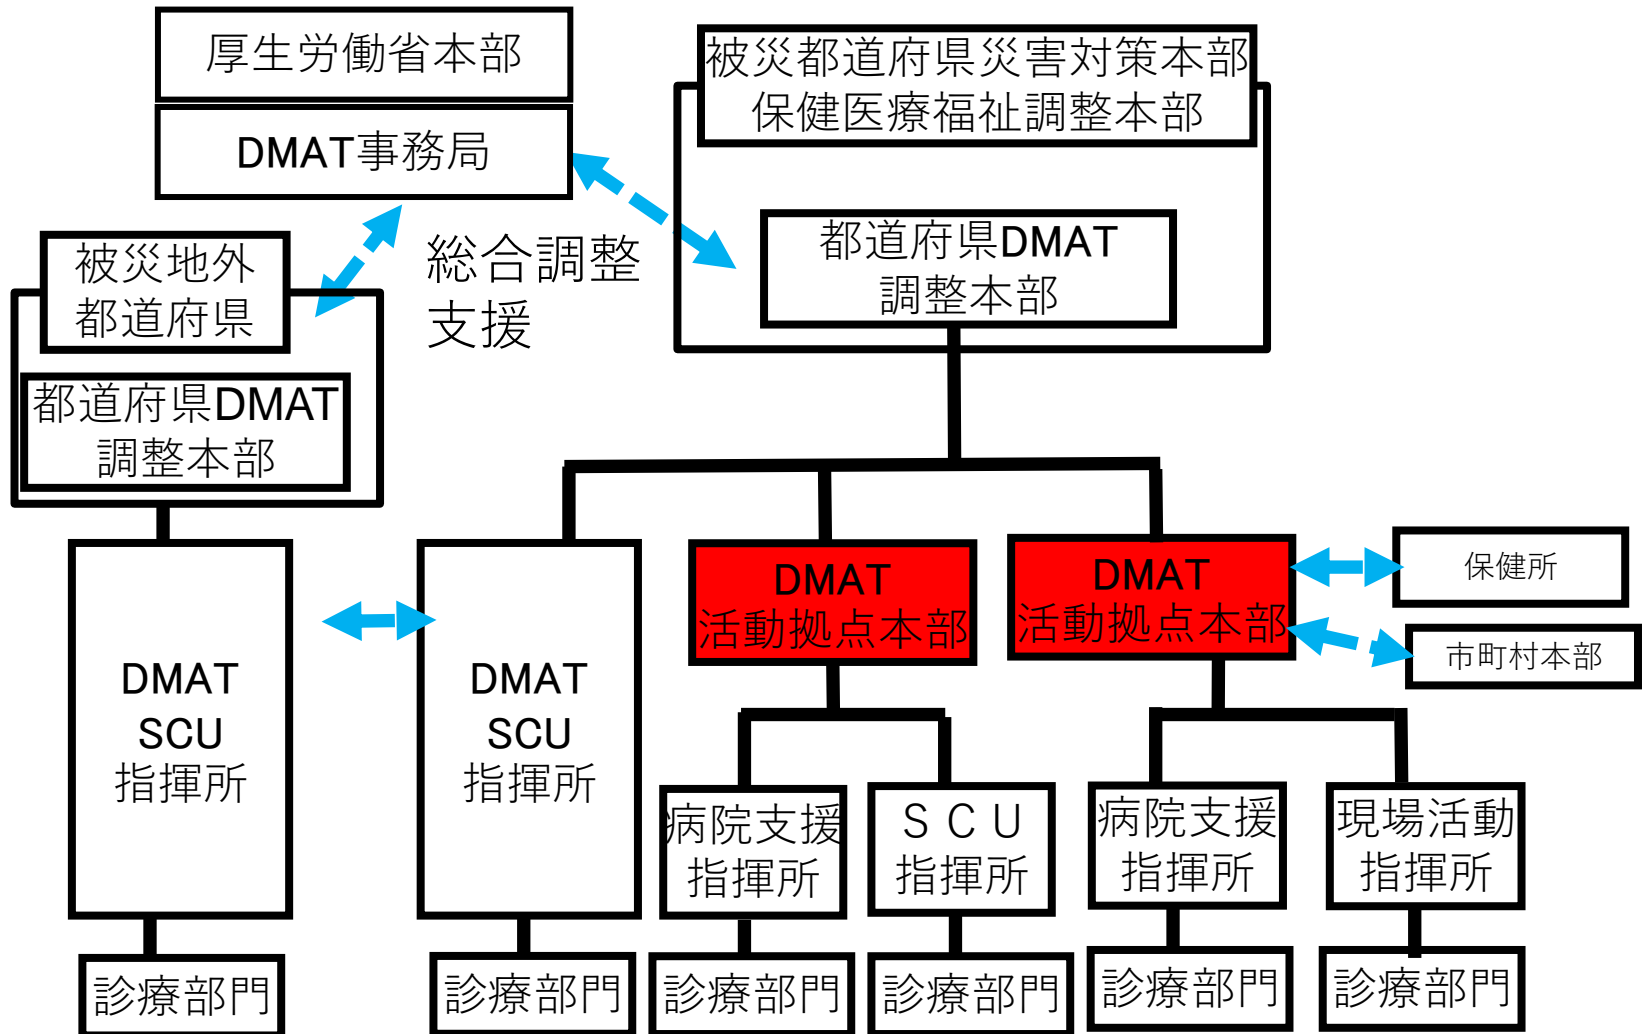 厚生労働省本部
DMAT事務局
被災都道府県災害対策本部
保健医療福祉調整本部
都道府県DMAT
調整本部
総合調整
支援
被災地外
都道府県
都道府県DMAT
調整本部
DMAT
SCU
指揮所
DMAT
SCU
指揮所
DMAT
活動拠点本部
DMAT
活動拠点本部
保健所
市町村本部
病院支援
指揮所
ＳＣＵ
指揮所
病院支援
指揮所
現場活動
指揮所
診療部門
診療部門
診療部門
診療部門
診療部門
診療部門